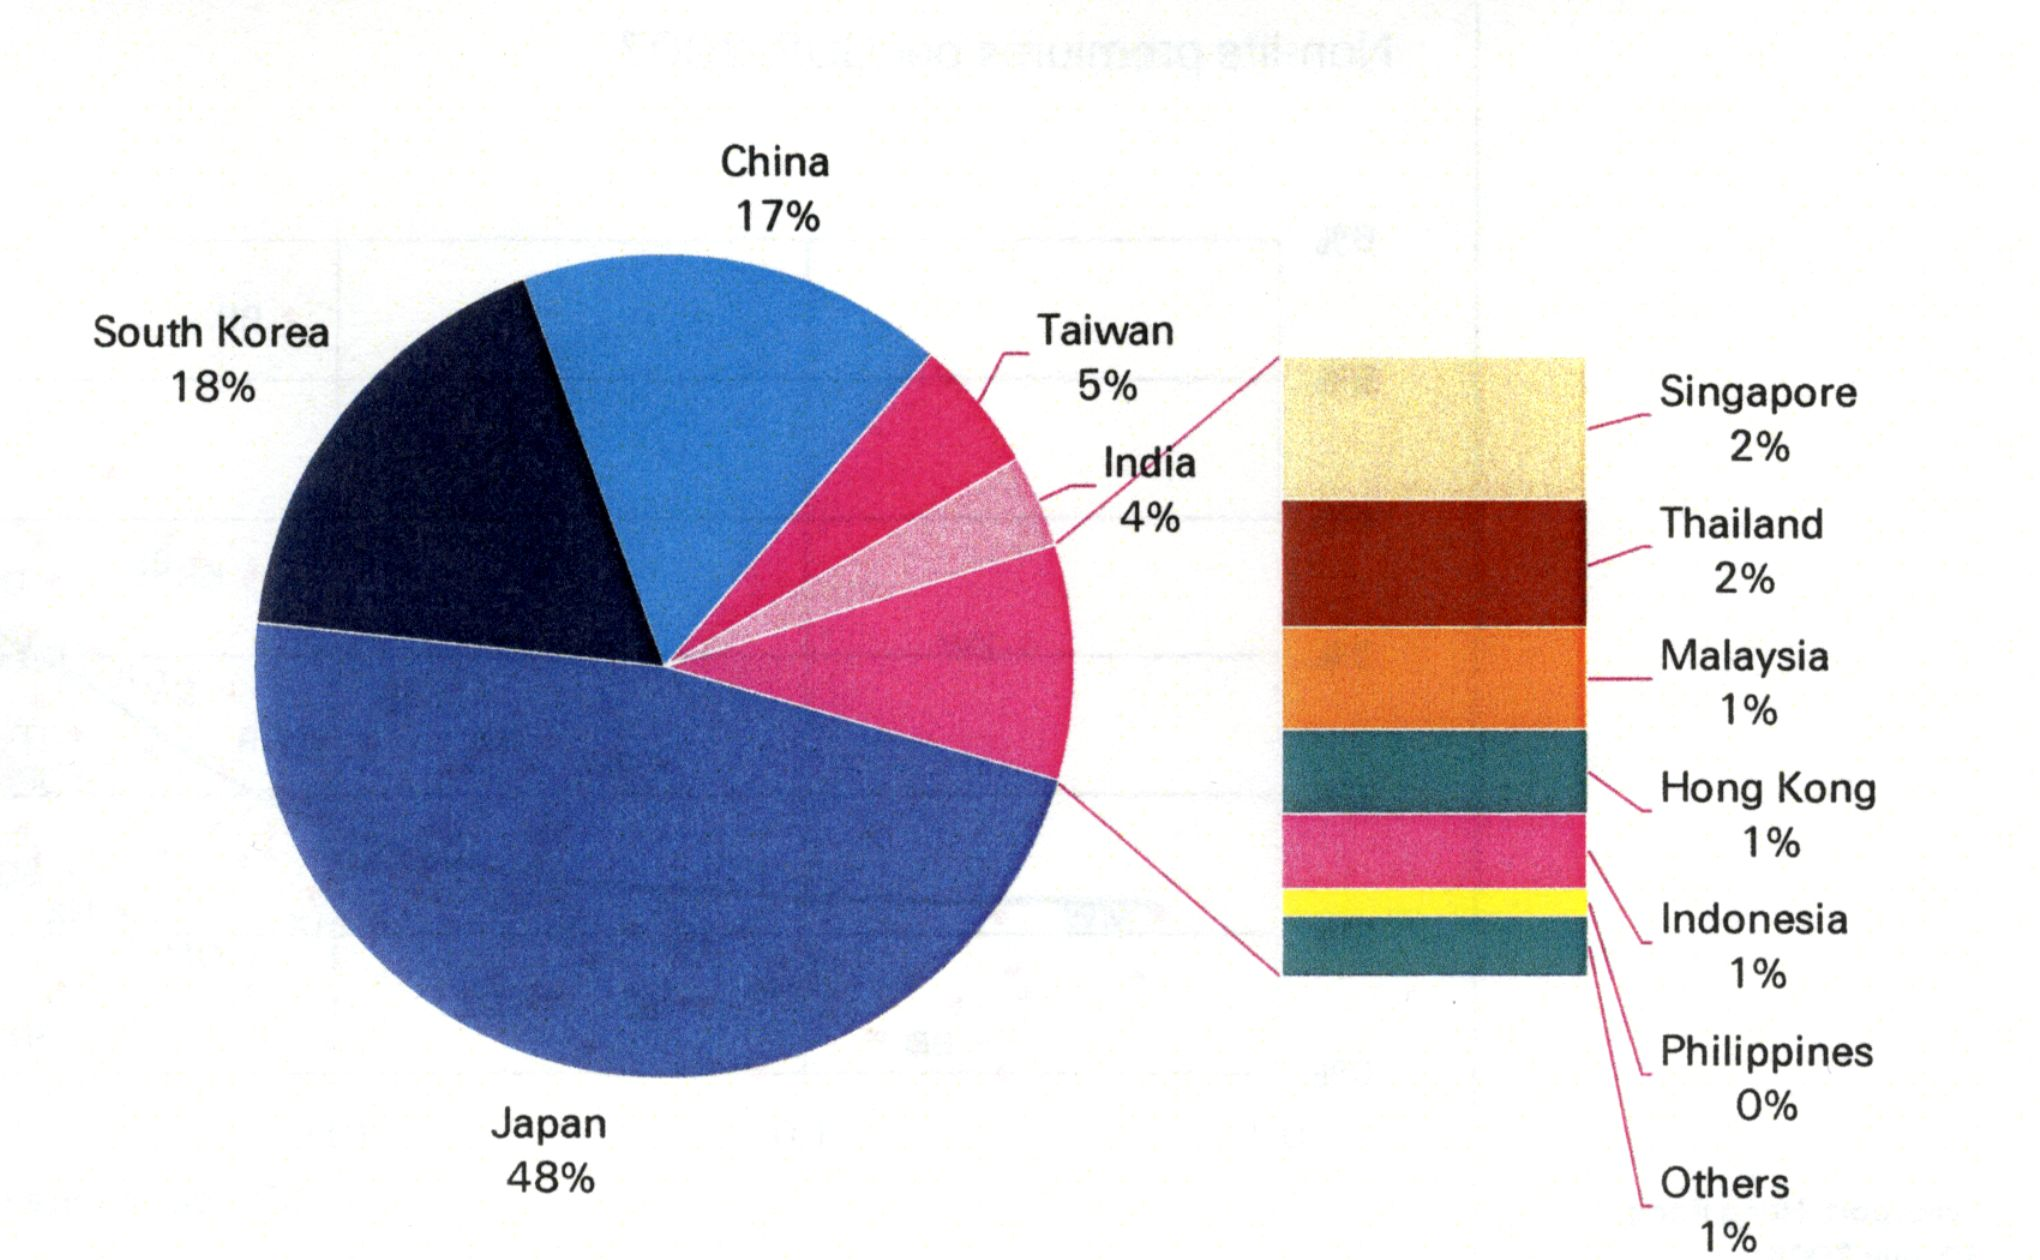 China
17%
South Korea
18%
Taiwan
5%
India
4%
Japan
48%
Singapore
2%
Thailand
2%
Malaysia
1%
Hong Kong
1%
Indonesia
1%
Philippines
0%
Others
1%